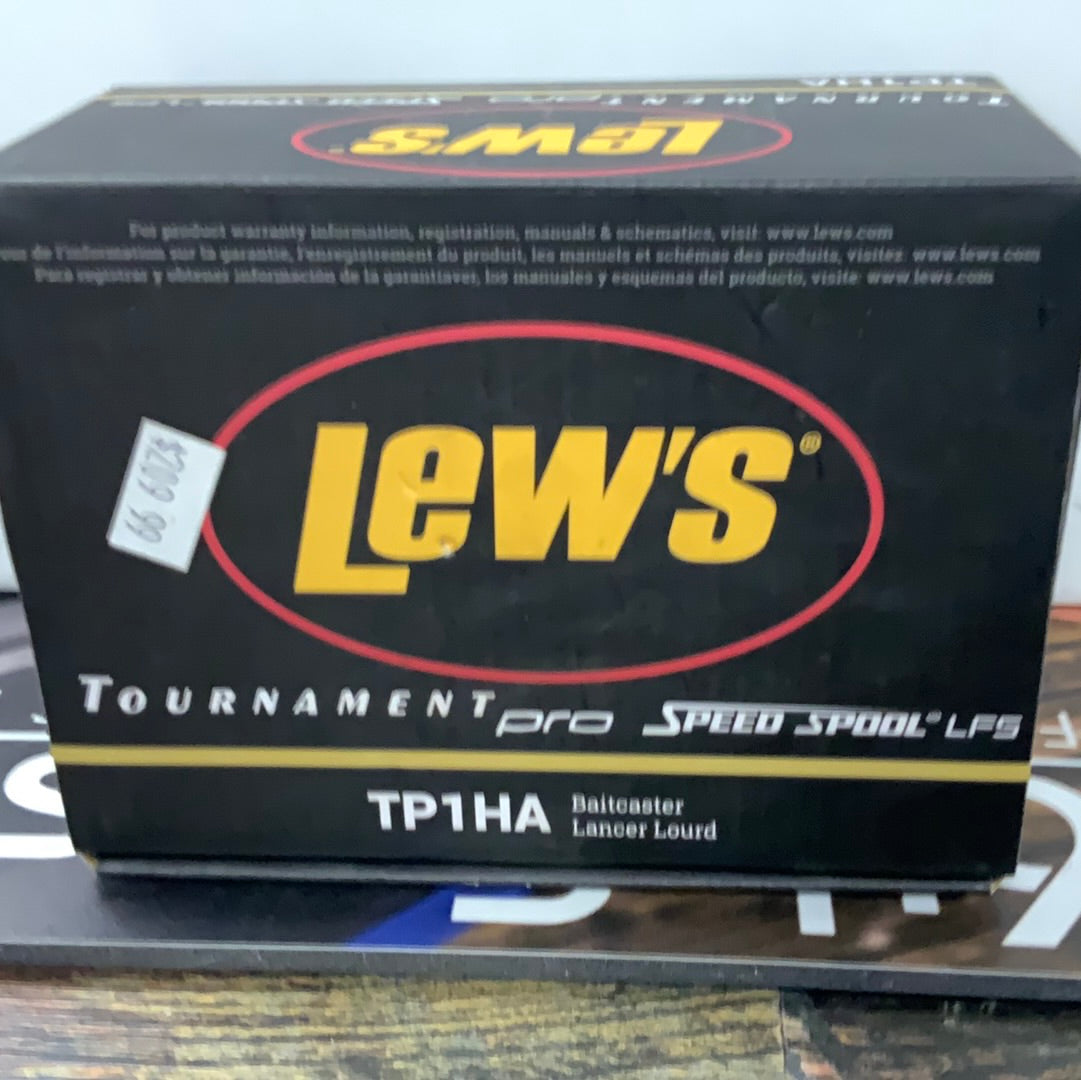 LEW'S
For product warranty information, registration, manuals & schematics, visit www.lews.com
de l'information sur la garantie, l'enregistrement du produit, les manuels et schémas des produits, visitez www.lews.com
Para registrar y obtener información de la garantía, los manuales y esquemas del producto, visite www.lews.com
LEW'S®
$209.99
TOURNAMENT pro SPEED SPOOL® LFS
TP1HA Baitcaster
Lancer Lourd